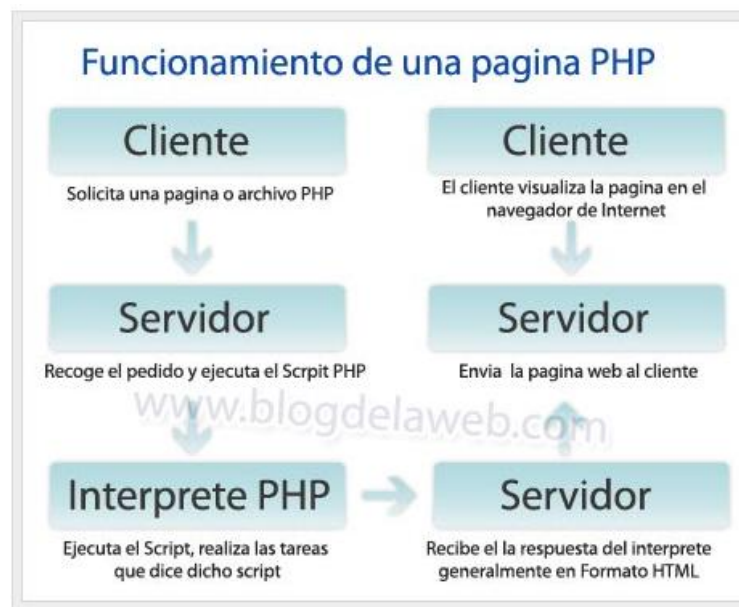 Funcionamiento de una pagina PHP
Cliente
Solicita una pagina o archivo PHP
Servidor
Recoge el pedido y ejecuta el Scrpit PHP
Interprete PHP
Ejecuta el Script, realiza las tareas
que dice dicho script
Cliente
El cliente visualiza la pagina en el
navegador de Internet
Servidor
Envia la pagina web al cliente
Servidor
Recibe el la respuesta del interprete
generalmente en Formato HTML
www.blogdelaweb.com